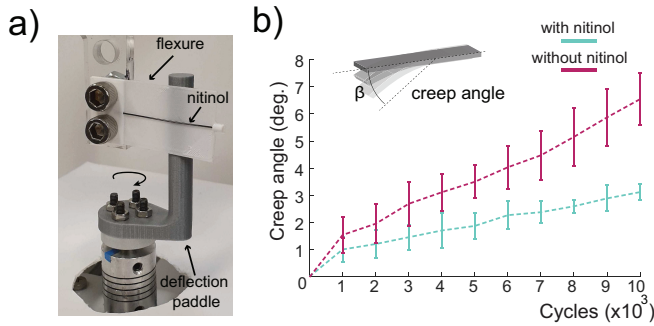 a)
flexure
nitinol
deflection
paddle
b)
with nitinol
without nitinol
β
creep angle
Creep angle (deg.)
8
7
6
5
4
3
2
1
0
1 2 3 4 5 6 7 8 9 10
Cycles (x10³)